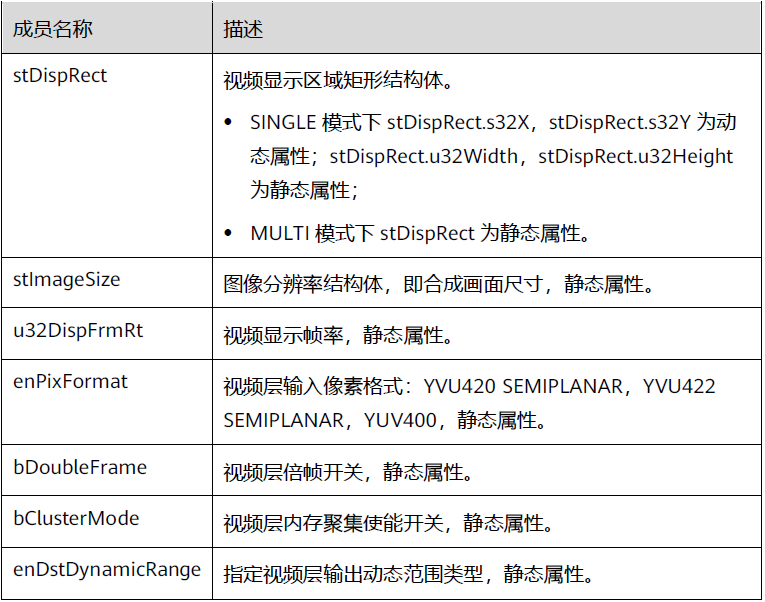 成员名称 描述
stDispRect 视频显示区域矩形结构体。
• SINGLE 模式下 stDispRect.s32X，stDispRect.s32Y 为动
态属性；stDispRect.u32Width，stDispRect.u32Height
为静态属性；
• MULTI 模式下 stDispRect 为静态属性。
stImageSize 图像分辨率结构体，即合成画面尺寸，静态属性。
u32DispFrmRt 视频显示帧率，静态属性。
enPixFormat 视频层输入像素格式：YVU420 SEMIPLANAR，YVU422
SEMIPLANAR，YUV400，静态属性。
bDoubleFrame 视频层倍帧开关，静态属性。
bClusterMode 视频层内存聚集使能开关，静态属性。
enDstDynamicRange 指定视频层输出动态范围类型，静态属性。